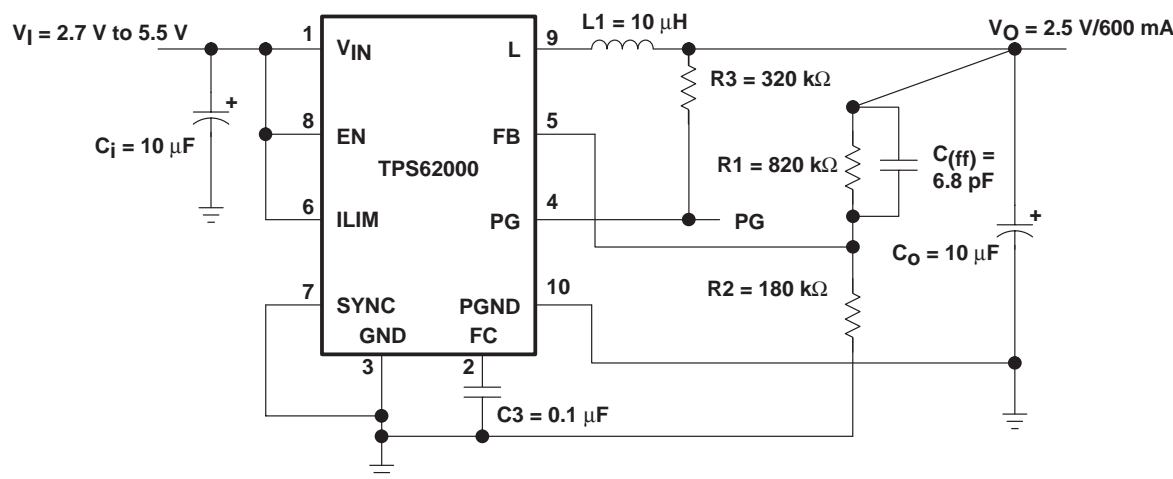 V_I = 2.7 V to 5.5 V
1
V_IN
L
9
L1 = 10 µH
V_O = 2.5 V/600 mA
R3 = 320 kΩ
C_i = 10 µF
+
8
EN
FB
5
TPS62000
R1 = 820 kΩ
C_(ff) =
6.8 pF
6
ILIM
PG
4
PG
+
C_o = 10 µF
7
SYNC
PGND
10
R2 = 180 kΩ
GND
FC
3
2
C3 = 0.1 µF